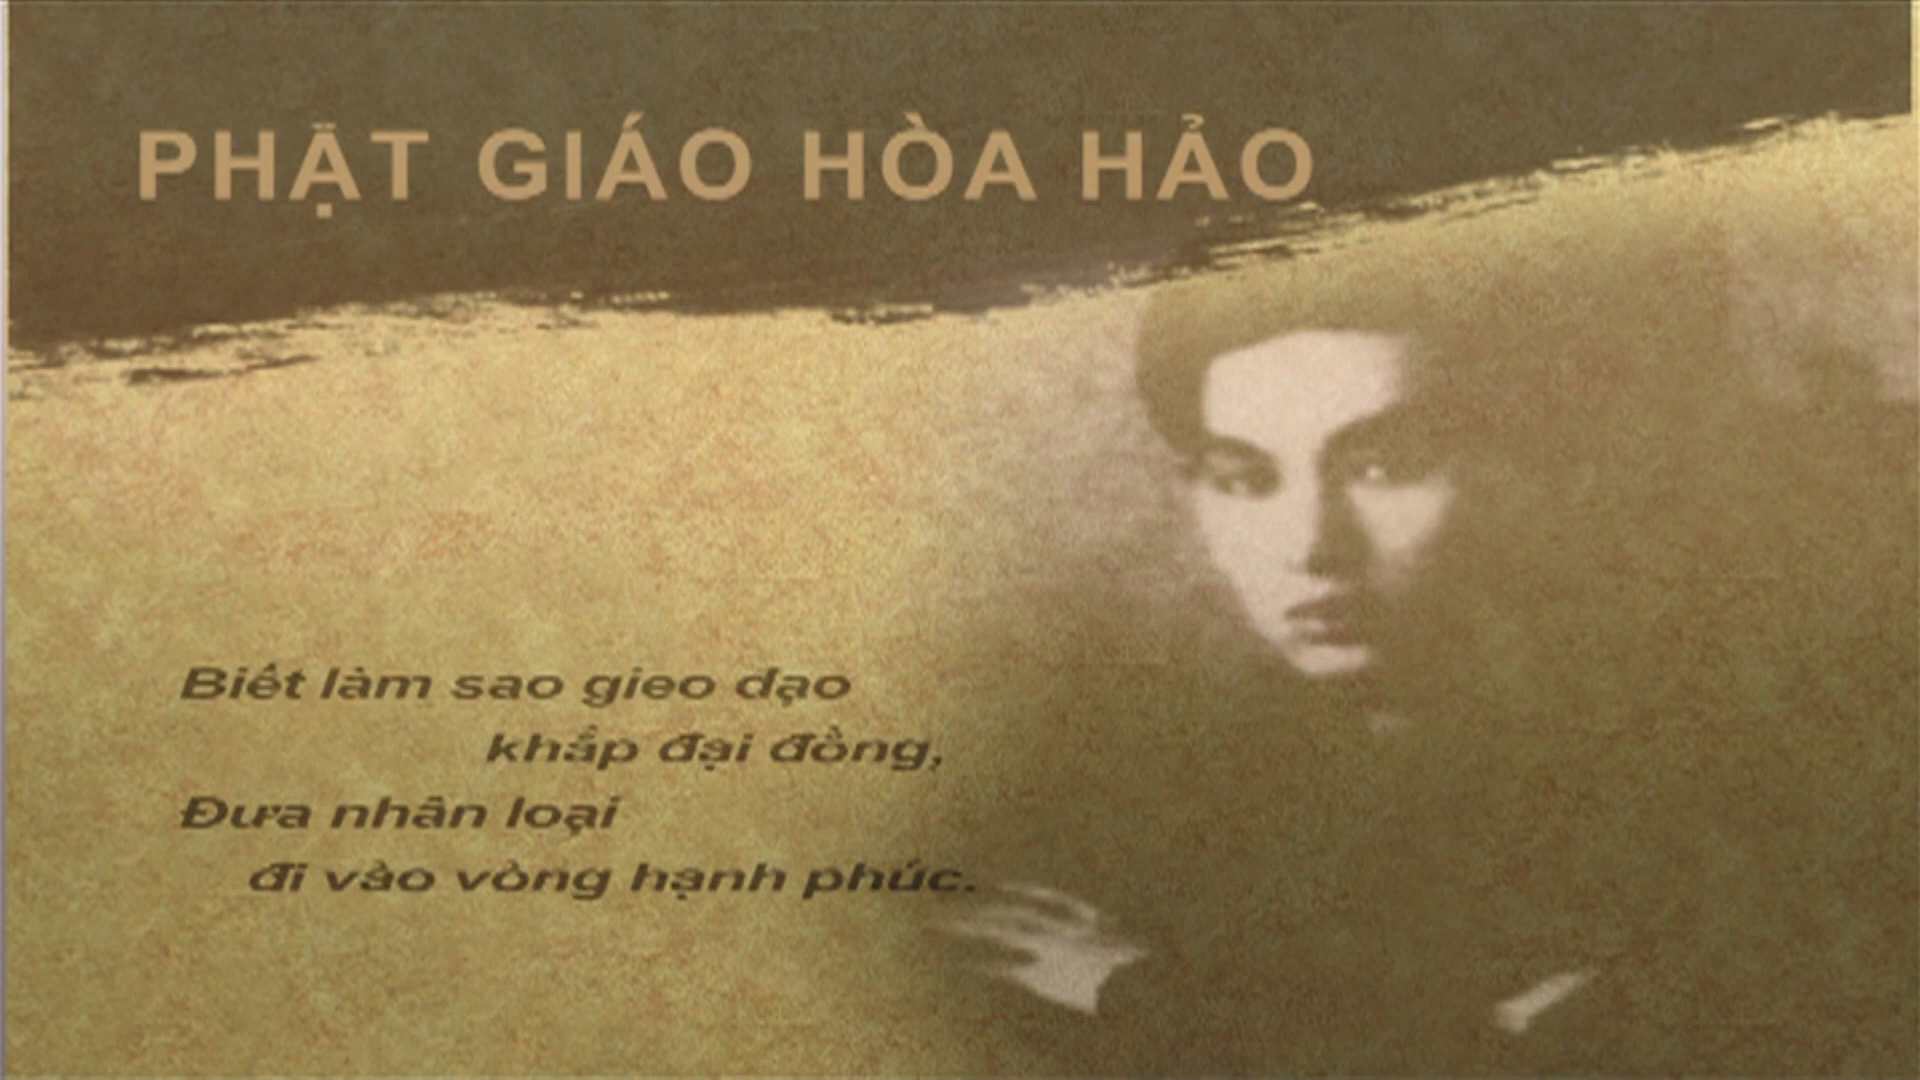 PHẬT GIÁO HÒA HẢO
Biết làm sao gieo đạo
khắp đại đồng,
Đưa nhân loại
đi vào vòng hạnh phúc.